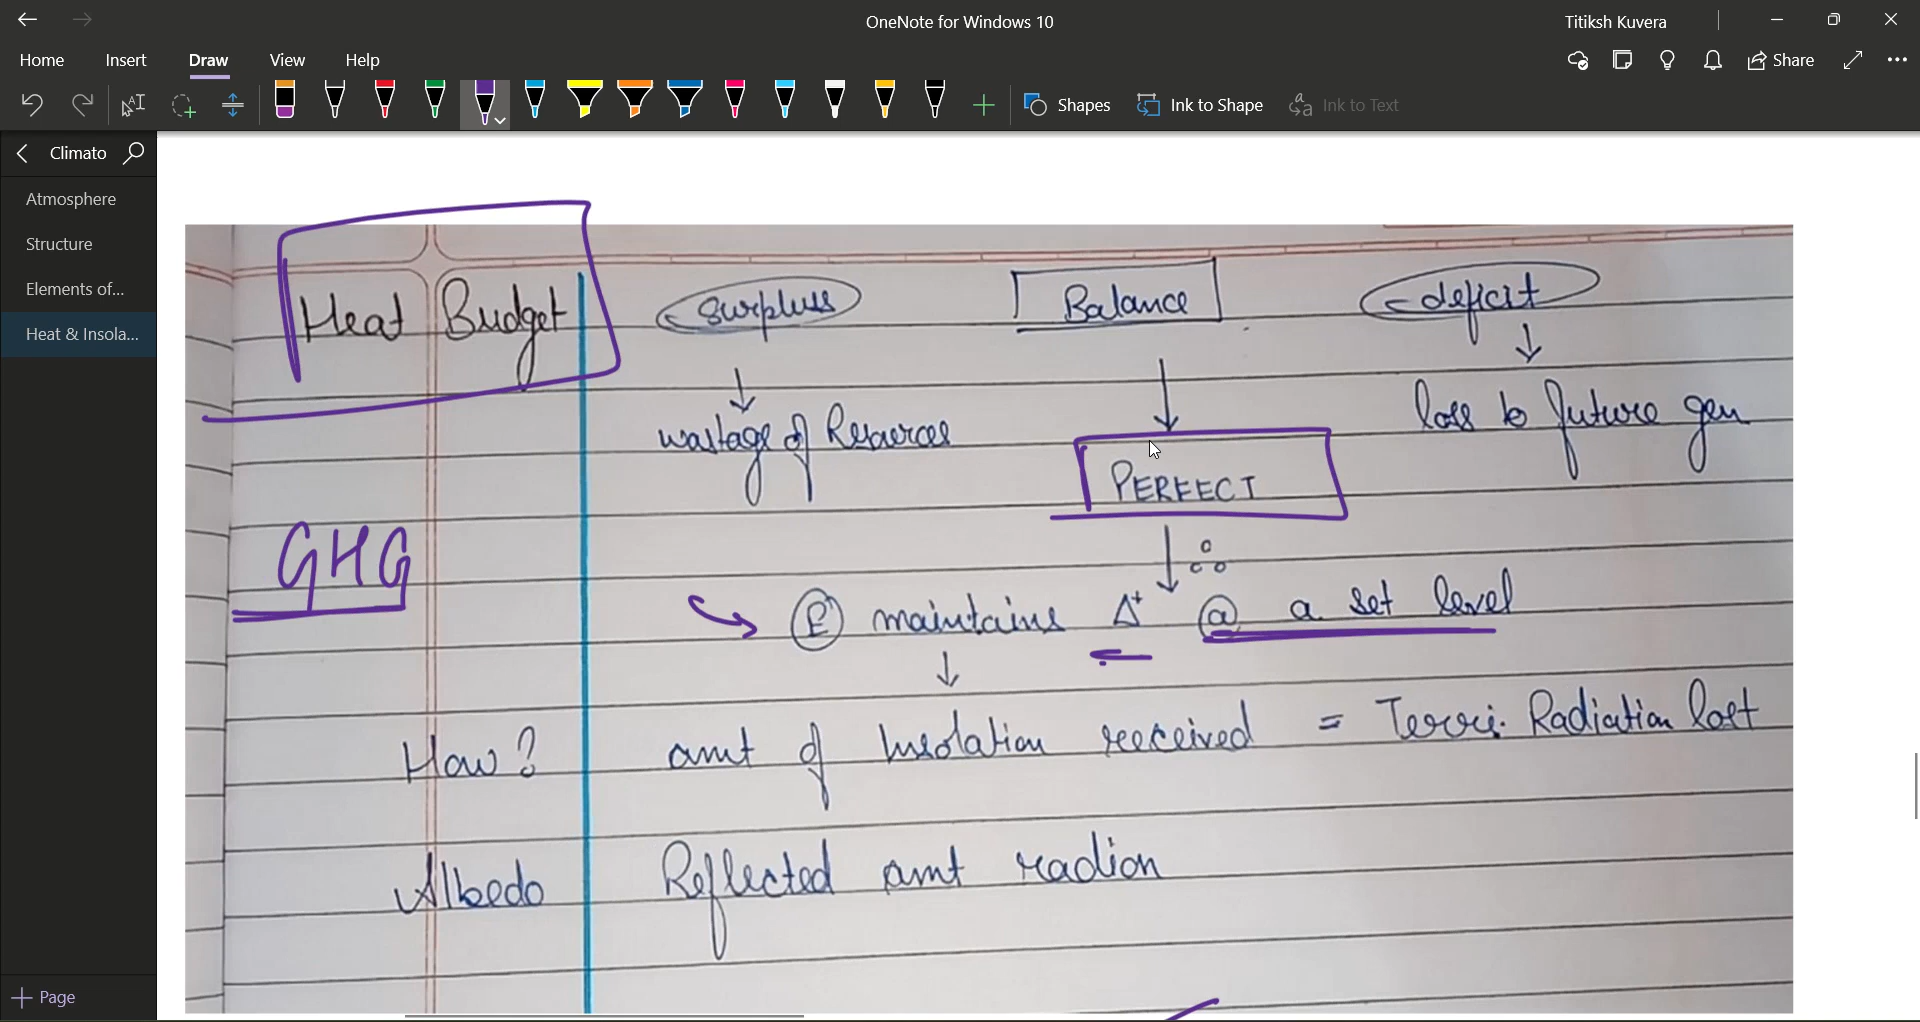 OneNote for Windows 10
Titiksh Kuvera
Home Insert Draw View Help
Share
Shapes Ink to Shape Ink to Text
Climato
Atmosphere
Structure
Elements of...
Heat & Insola...
Page
Heat Budget surpluss Balance deficit
wastage of Resources loss to future gen
PERFECT
GHG
E maintains Δ+ @ a set level
How? amt of Insolation received = Terri. Radiation lost
Albedo Reflected amt radion